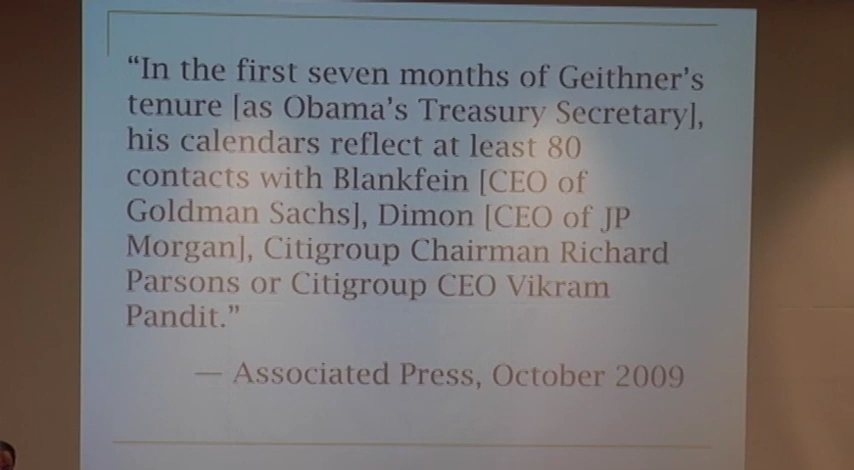 “In the first seven months of Geithner’s
tenure [as Obama’s Treasury Secretary],
his calendars reflect at least 80
contacts with Blankfein [CEO of
Goldman Sachs], Dimon [CEO of JP
Morgan], Citigroup Chairman Richard
Parsons or Citigroup CEO Vikram
Pandit.”
— Associated Press, October 2009